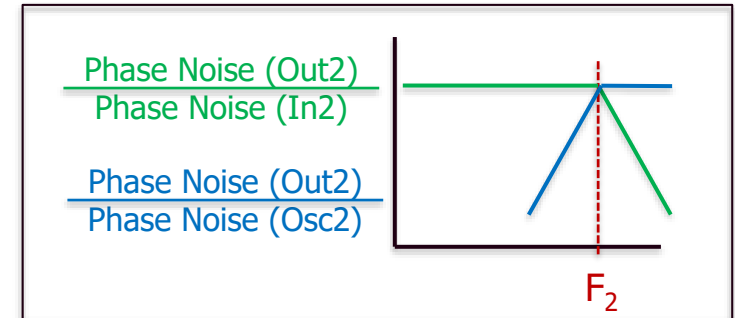 Phase Noise (Out2)
Phase Noise (In2)
Phase Noise (Out2)
Phase Noise (Osc2)
F₂